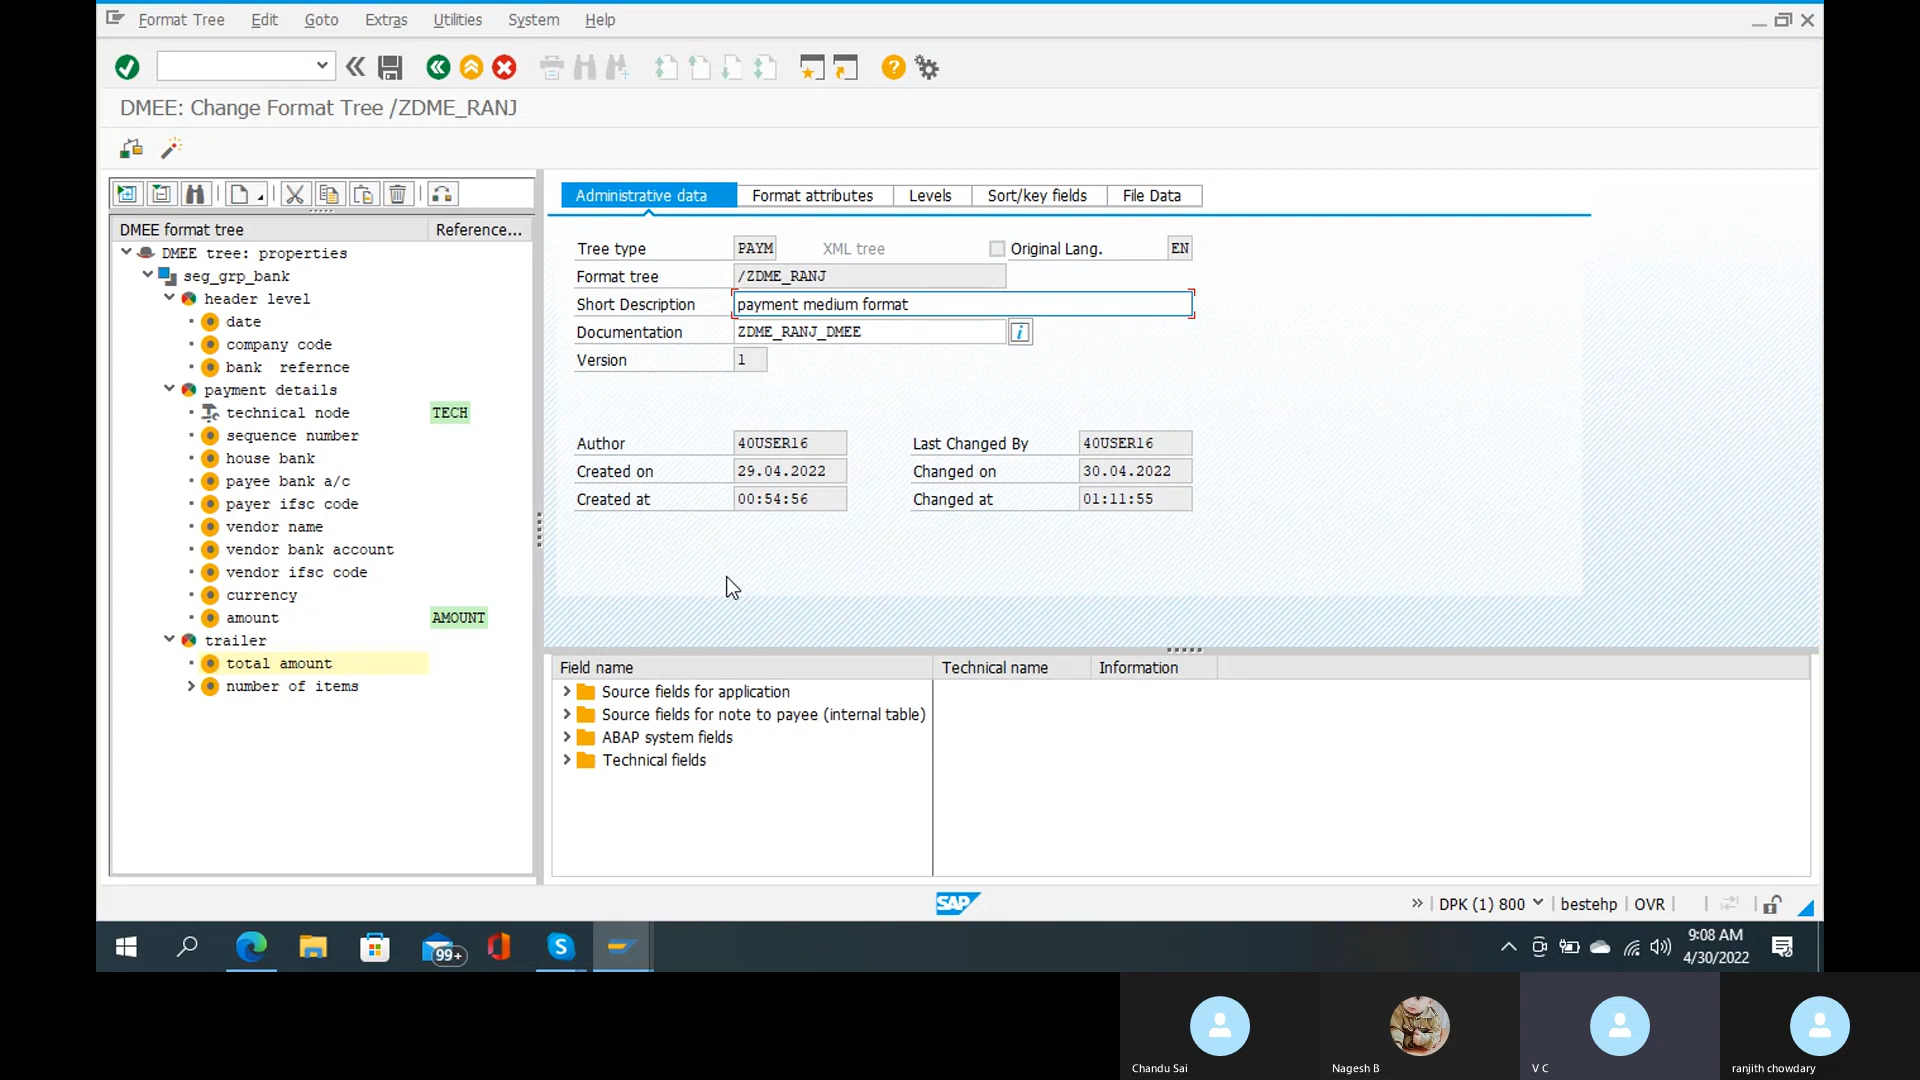 Format Tree Edit Goto Extras Utilities System Help
DMEE: Change Format Tree /ZDME_RANJ
DMEE format tree Reference...
DMEE tree: properties
seg_grp_bank
header level
date
company code
bank refernce
payment details
technical node TECH
sequence number
house bank
payee bank a/c
payer ifsc code
vendor name
vendor bank account
vendor ifsc code
currency
amount AMOUNT
trailer
total amount
number of items
Administrative data Format attributes Levels Sort/key fields File Data
Tree type PAYM XML tree Original Lang. EN
Format tree /ZDME_RANJ
Short Description payment medium format
Documentation ZDME_RANJ_DMEE
Version 1
Author 40USER16 Last Changed By 40USER16
Created on 29.04.2022 Changed on 30.04.2022
Created at 00:54:56 Changed at 01:11:55
Field name Technical name Information
Source fields for application
Source fields for note to payee (internal table)
ABAP system fields
Technical fields
SAP DPK (1) 800 bestehp OVR
99+
9:08 AM
4/30/2022
Chandu Sai Nagesh B V C ranjith chowdary